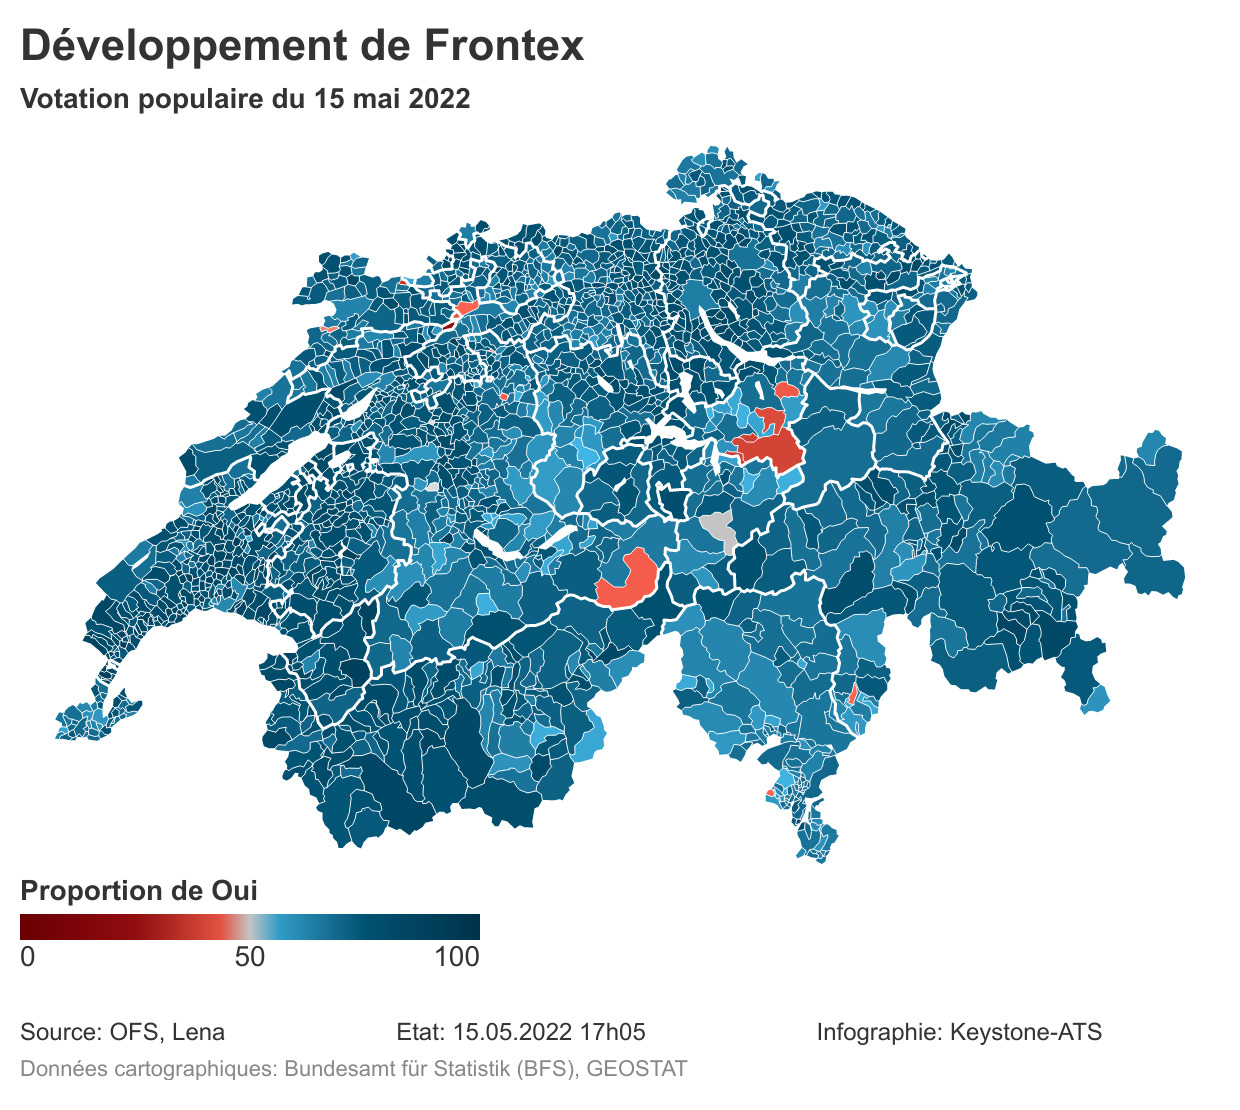 Développement de Frontex
Votation populaire du 15 mai 2022
Proportion de Oui
0 50 100
Source: OFS, Lena Etat: 15.05.2022 17h05 Infographie: Keystone-ATS
Données cartographiques: Bundesamt für Statistik (BFS), GEOSTAT